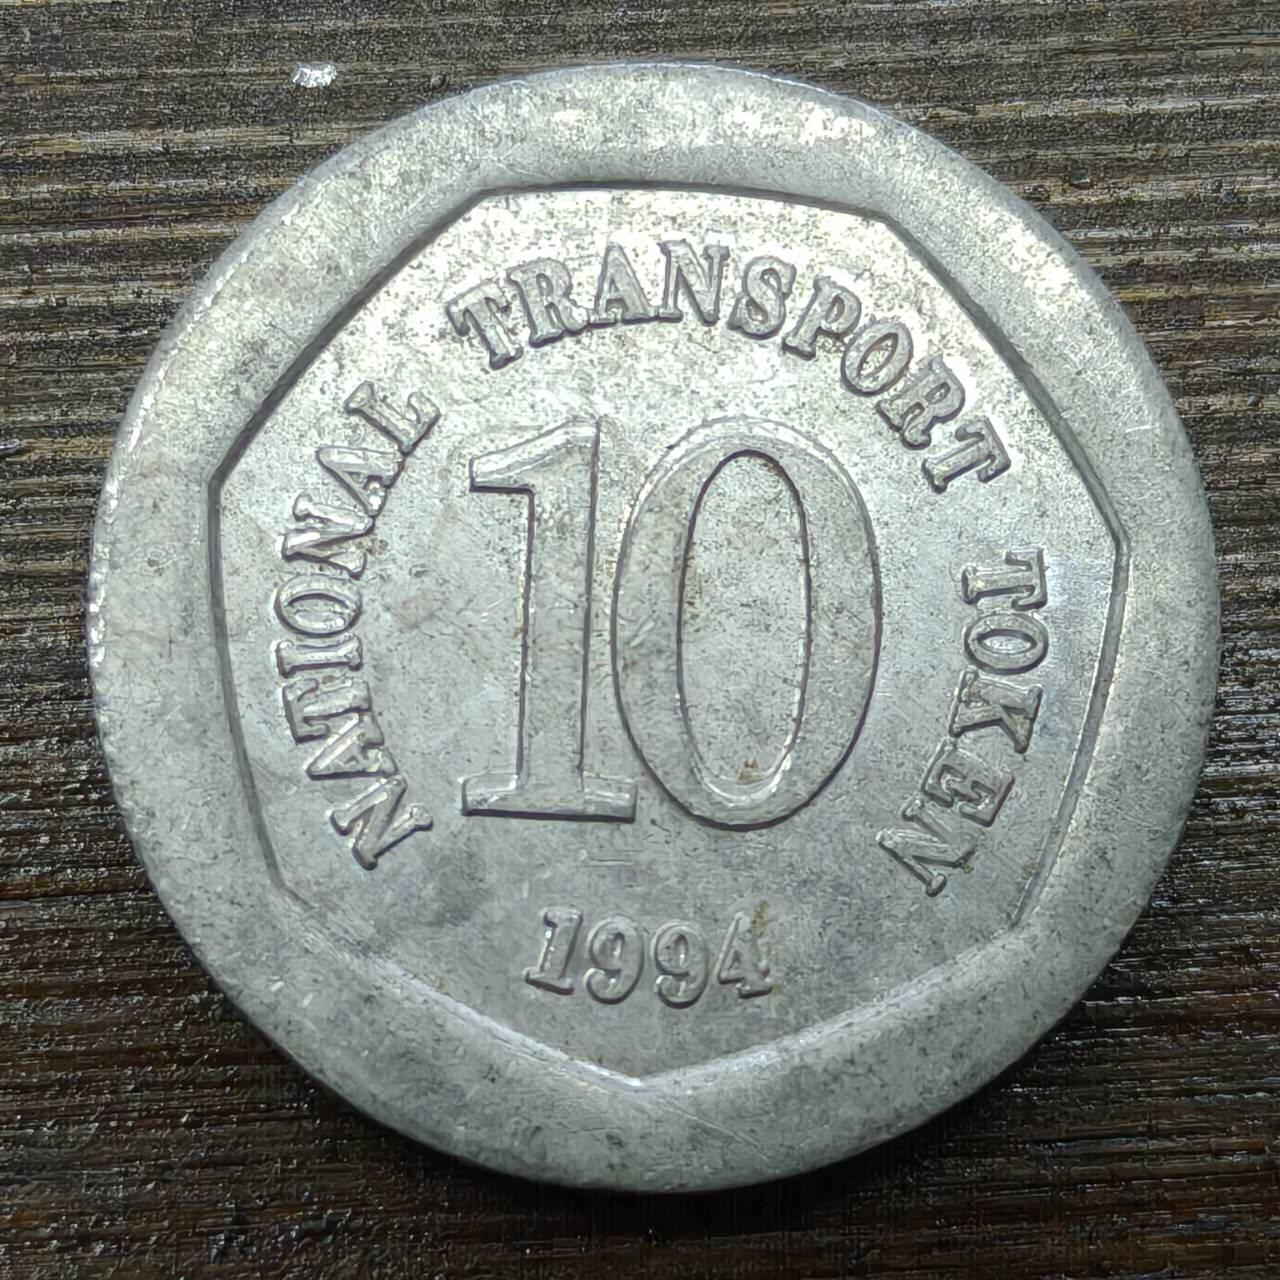 NATIONAL TRANSPORT TOKEN
10
1994